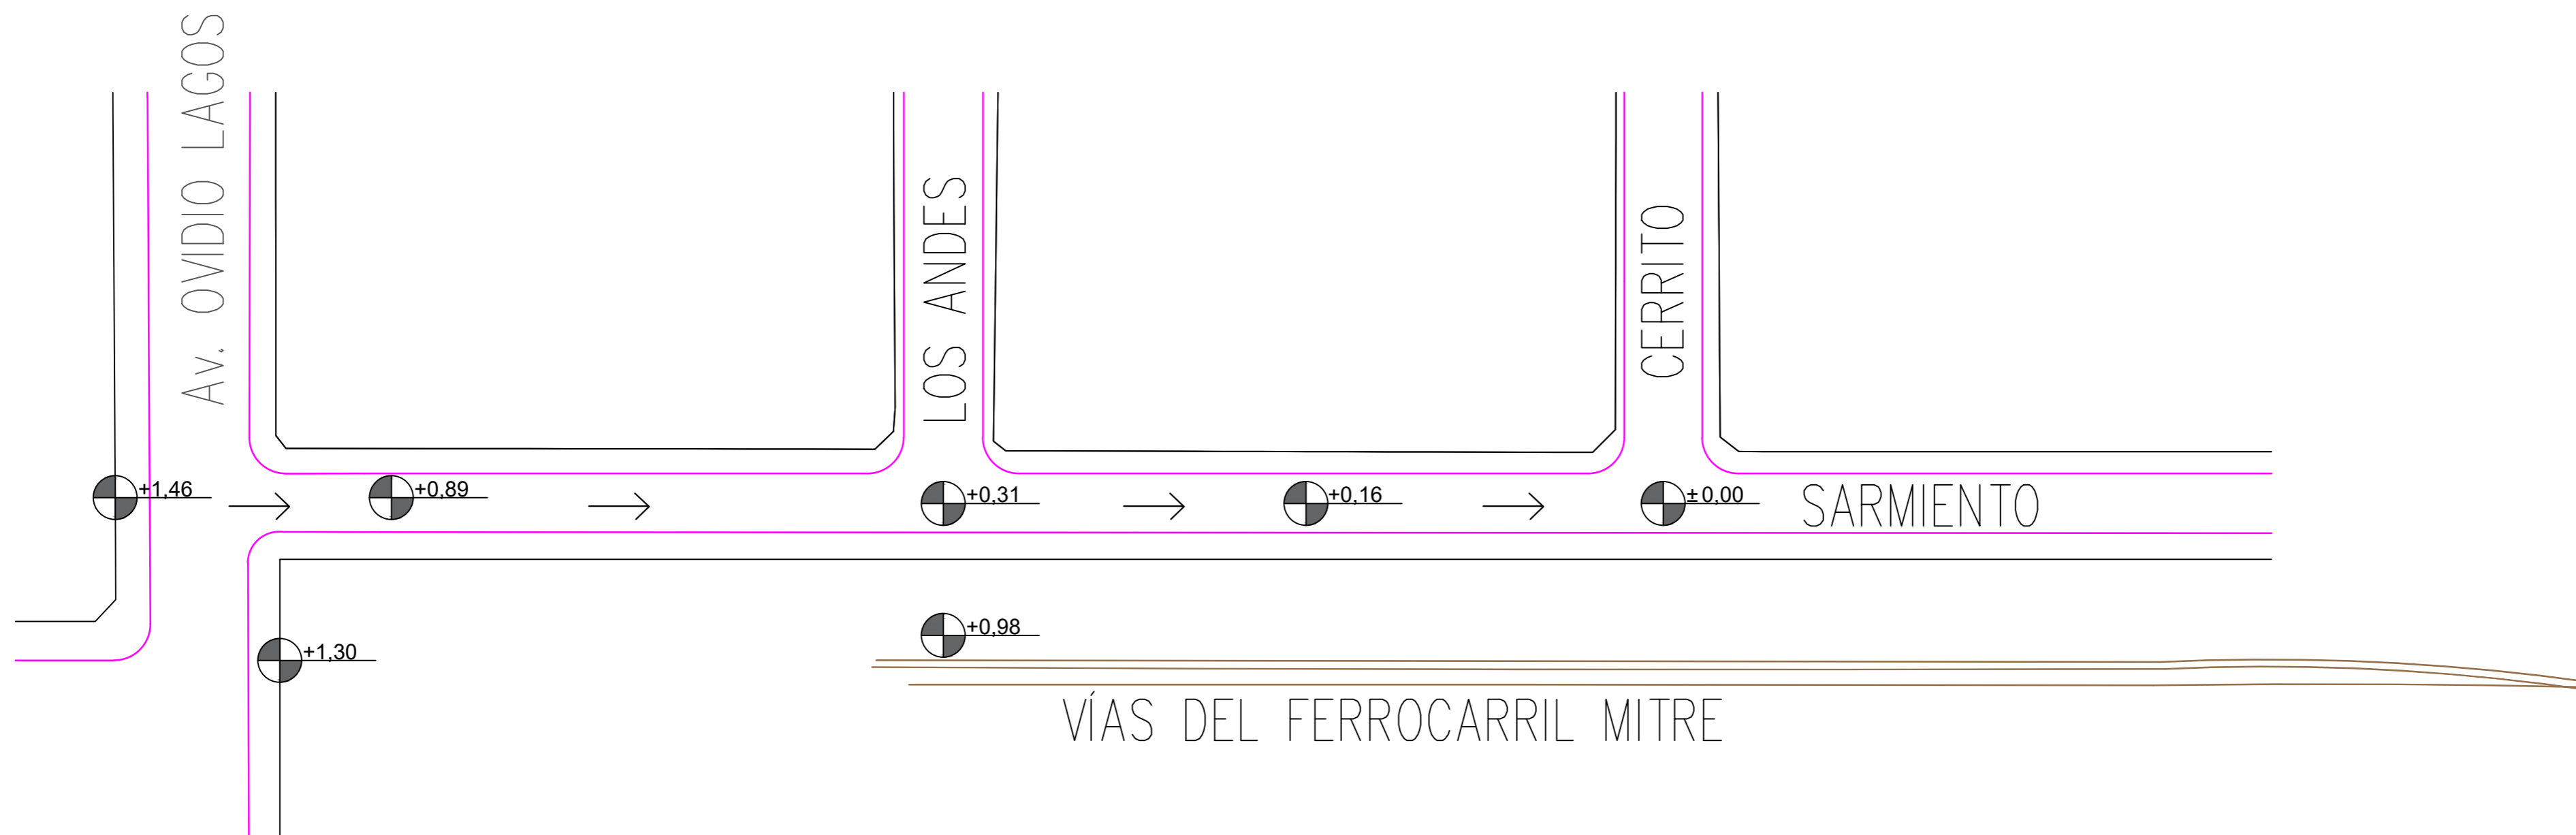 Av. OVIDIO LAGOS
LOS ANDES
CERRITO
+1,46
+0,89
+0,31
+0,16
±0,00
SARMIENTO
+0,98
+1,30
VÍAS DEL FERROCARRIL MITRE